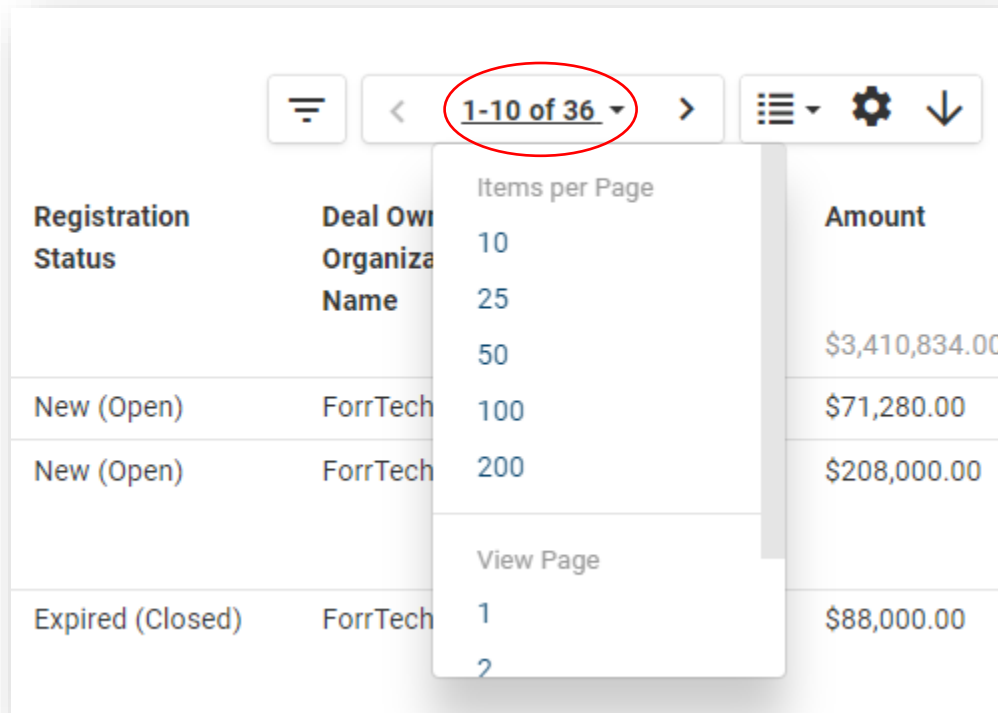 1-10 of 36
Items per Page
10
25
50
100
200
View Page
1
2
Registration
Status
Deal Own
Organiza
Name
Amount
$3,410,834.00
New (Open) ForrTech $71,280.00
New (Open) ForrTech $208,000.00
Expired (Closed) ForrTech $88,000.00